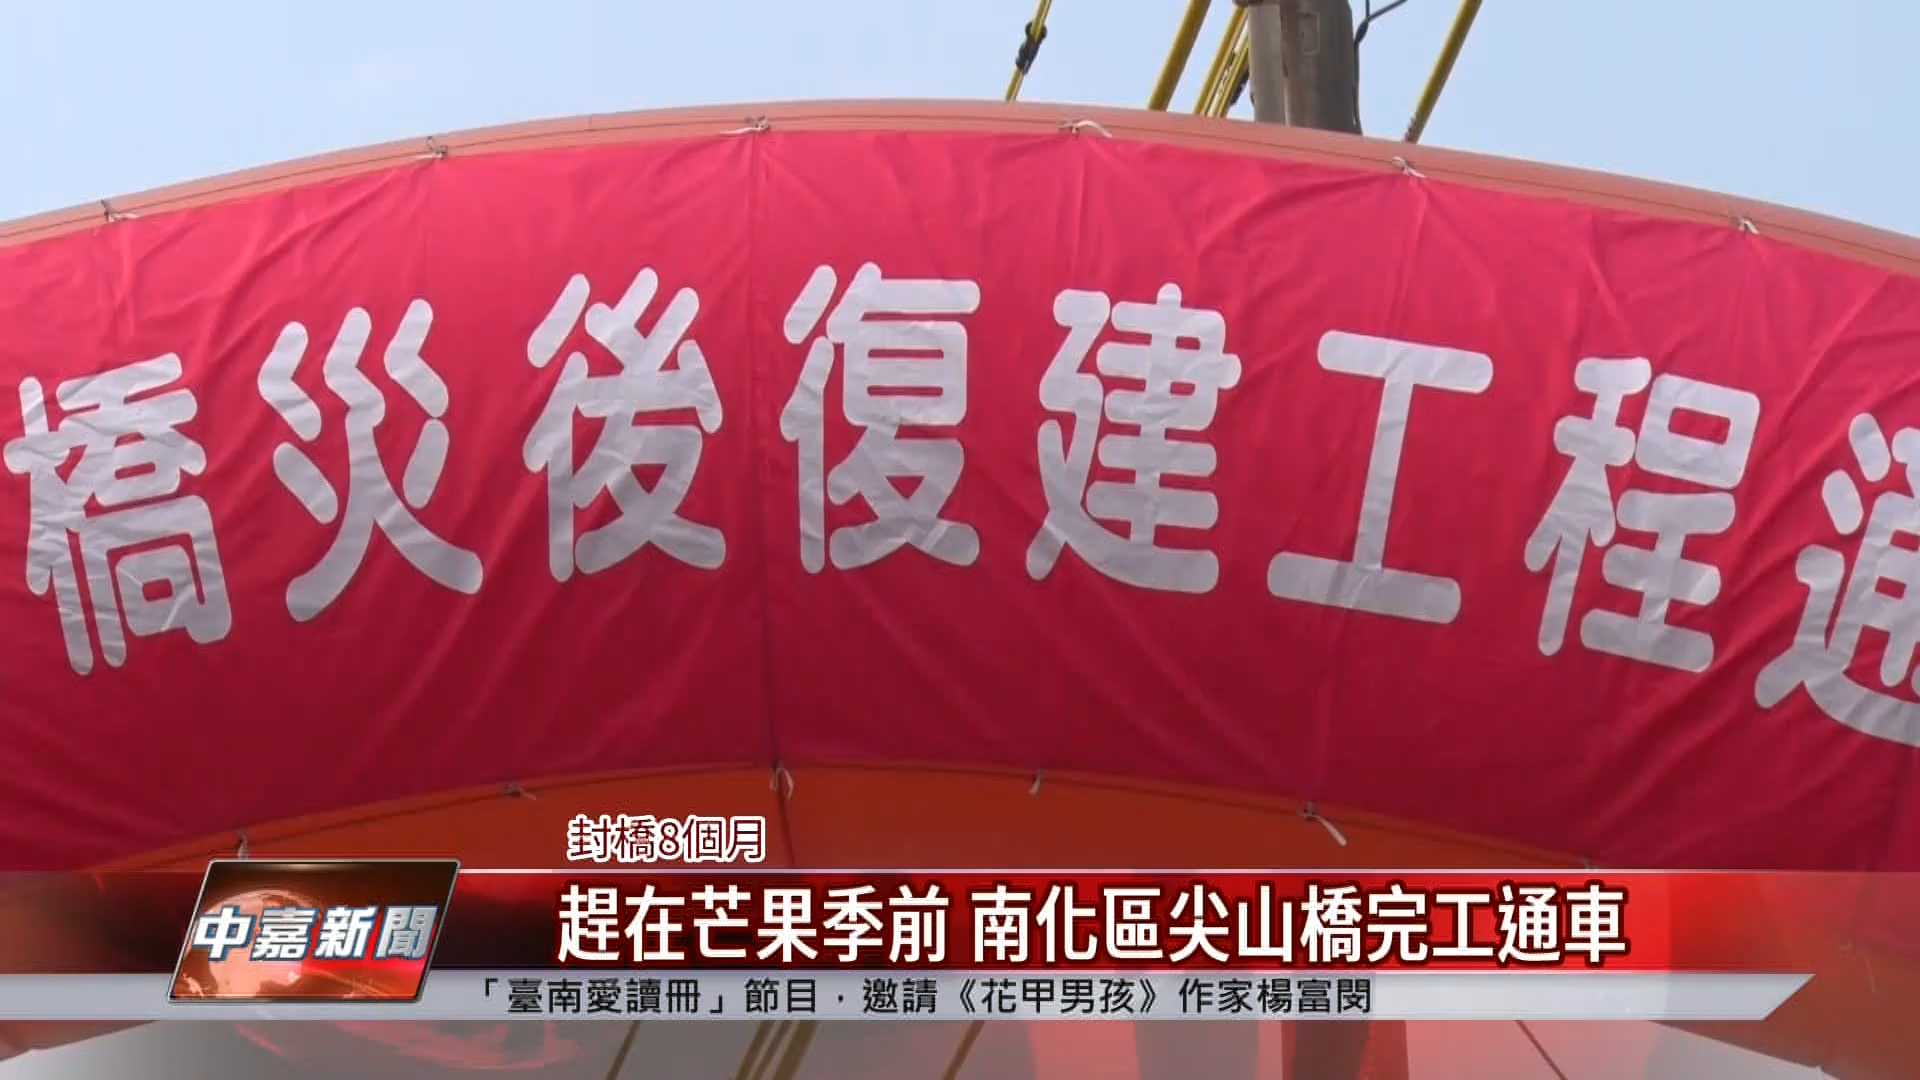 橋災後復建工程通
封橋8個月
趕在芒果季前 南化區尖山橋完工通車
中嘉新聞
「臺南愛讀冊」節目，邀請《花甲男孩》作家楊富閔